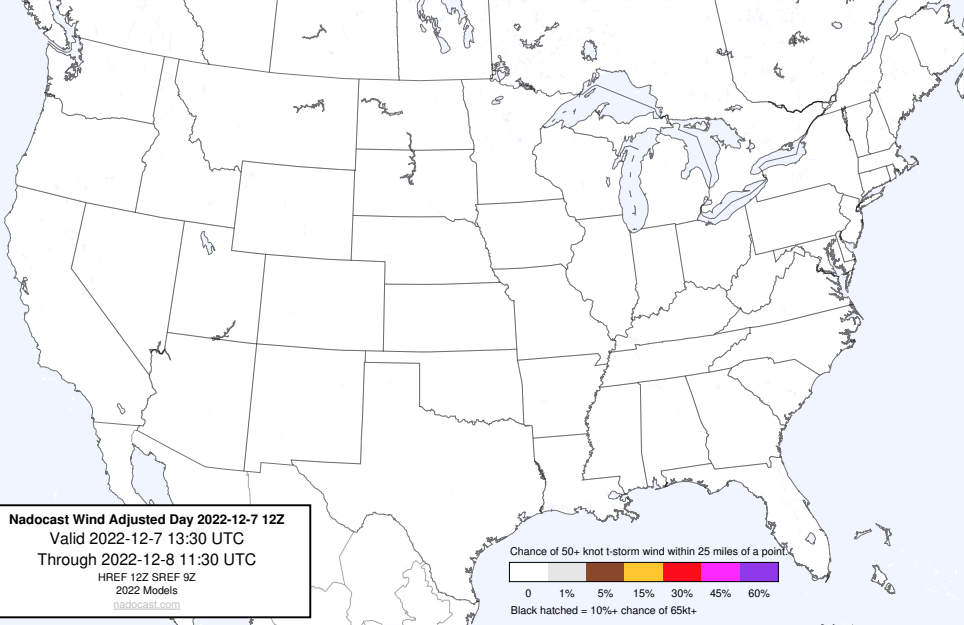 Nadocast Wind Adjusted Day 2022-12-7 12Z
Valid 2022-12-7 13:30 UTC
Through 2022-12-8 11:30 UTC
HREF 12Z SREF 9Z
2022 Models
nadocast.com
Chance of 50+ knot t-storm wind within 25 miles of a point.
0 1% 5% 15% 30% 45% 60%
Black hatched = 10%+ chance of 65kt+